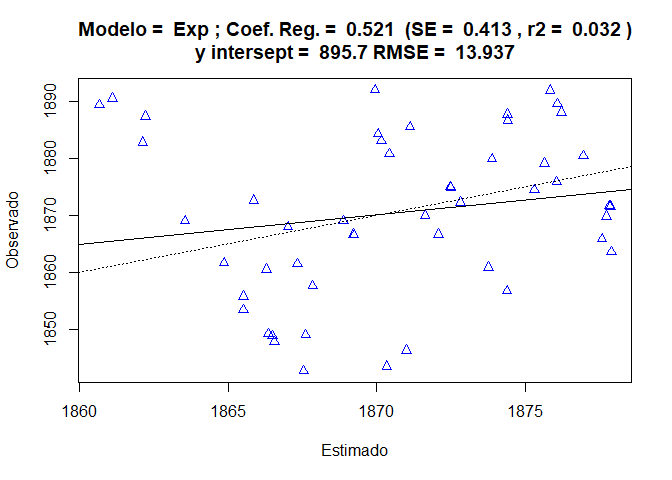 Modelo = Exp ; Coef. Reg. = 0.521 (SE = 0.413 , r2 = 0.032 )
y intersept = 895.7 RMSE = 13.937
1890
1880
1870
1860
1850
Observado
1860 1865 1870 1875
Estimado